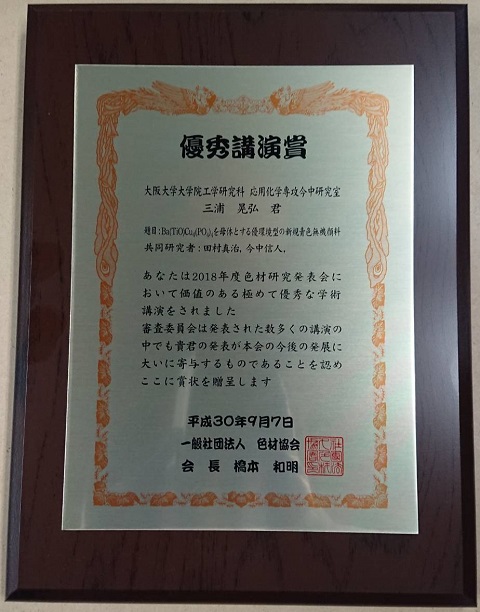 優秀講演賞
大阪大学大学院工学研究科 応用化学専攻今中研究室
三浦 晃弘 君
題目：Ba(TiO)Cu₄(PO₄)₄を母体とする優環境型の新規青色無機顔料
共同研究者：田村真治, 今中信人,
あなたは2018年度色材研究発表会に
おいて価値のある極めて優秀な学術
講演をされました
審査委員会は発表された数多くの講演の
中でも貴君の発表が本会の今後の発展に
大いに寄与するものであることを認め
ここに賞状を贈呈します
平成30年9月7日
一般社団法人 色材協会
会長 橋本 和明